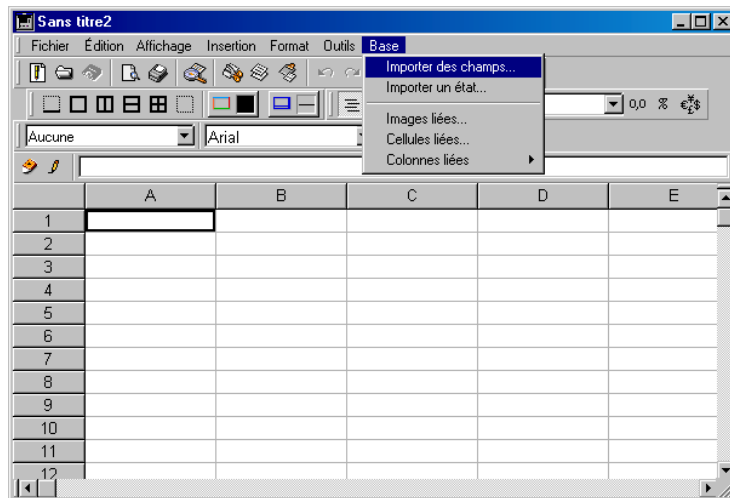 Sans titre2
Fichier Édition Affichage Insertion Format Outils Base
Importer des champs...
Importer un état...
Images liées...
Cellules liées...
Colonnes liées
0,0 % €¥£$
Aucune Arial
A B C D E
1
2
3
4
5
6
7
8
9
10
11
12